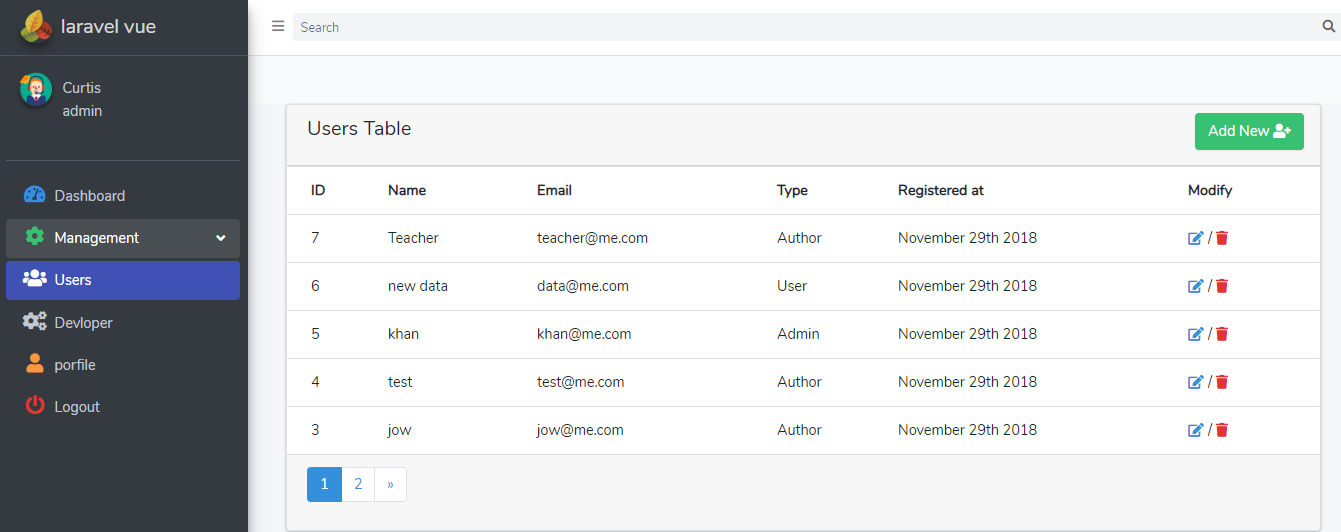 laravel vue
Search
Curtis
admin
Dashboard
Management
Users
Devloper
porfile
Logout
Users Table
Add New
ID Name Email Type Registered at Modify
7 Teacher teacher@me.com Author November 29th 2018 /
6 new data data@me.com User November 29th 2018 /
5 khan khan@me.com Admin November 29th 2018 /
4 test test@me.com Author November 29th 2018 /
3 jow jow@me.com Author November 29th 2018 /
1 2 »